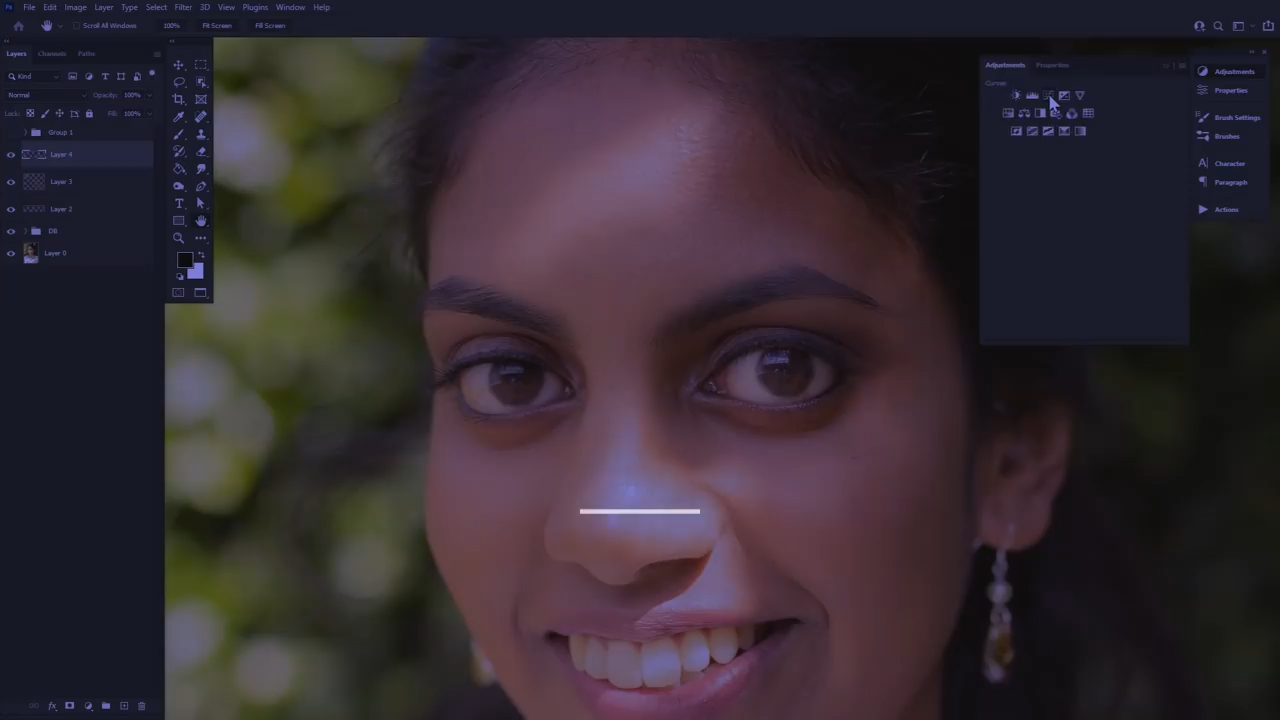 Ps File Edit Image Layer Type Select Filter 3D View Plugins Window Help
Scroll All Windows 100% Fit Screen Fill Screen
Layers Channels Paths
Kind
Normal Opacity: 100%
Lock: Fill: 100%
Group 1
Layer 4
Layer 3
Layer 2
DB
Layer 0
fx
Adjustments Properties
Curves
Adjustments
Properties
Brush Settings
Brushes
Character
Paragraph
Actions